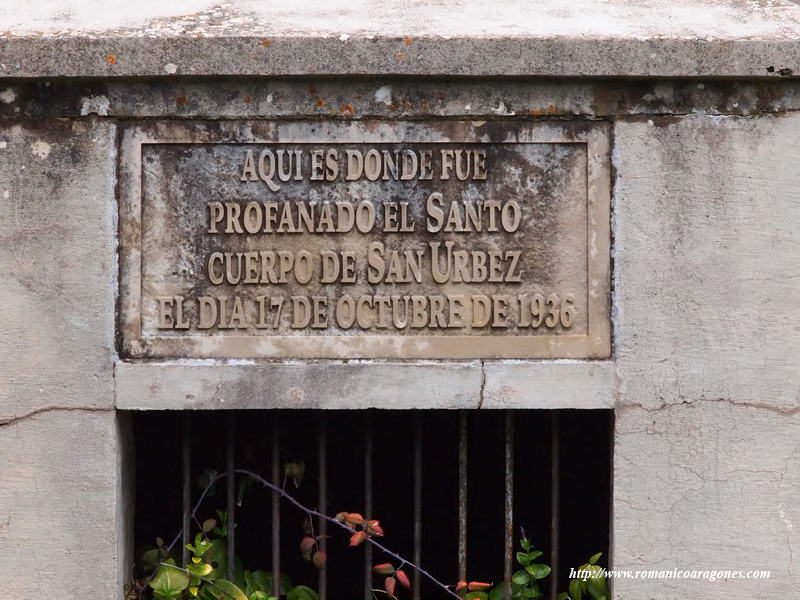 AQUI ES DONDE FUE
PROFANADO EL SANTO
CUERPO DE SAN URBEZ
EL DIA 17 DE OCTUBRE DE 1936
http://www.romanicoaragones.com